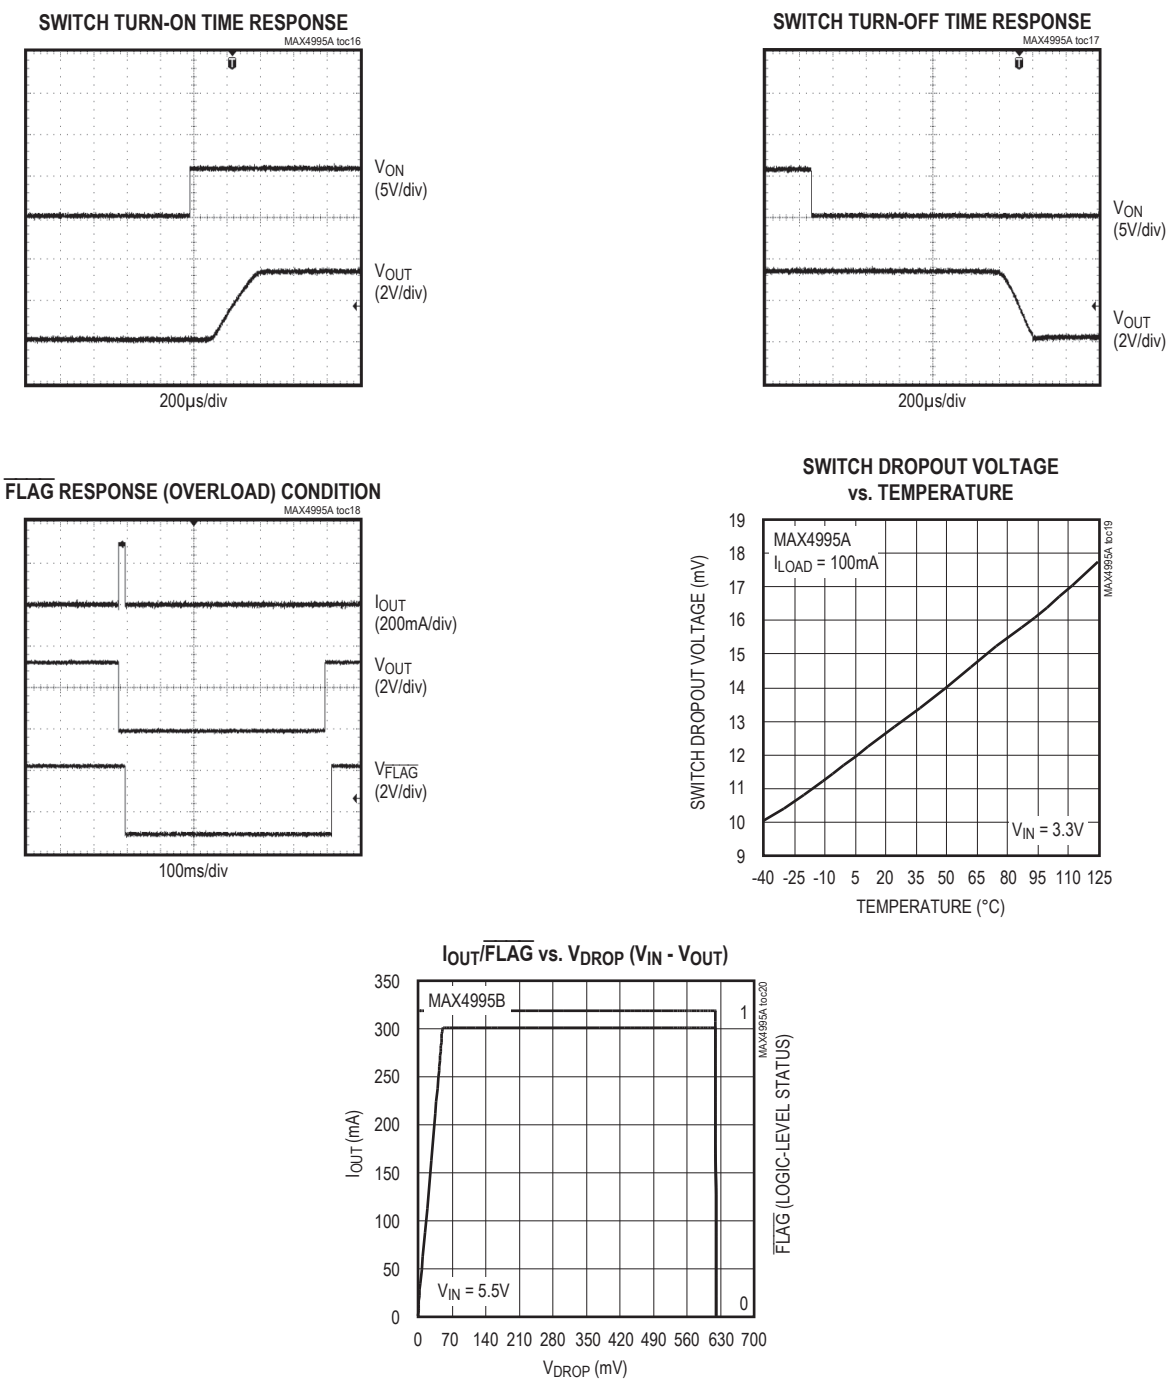 SWITCH TURN-ON TIME RESPONSE
MAX4995A toc16
T
VON
(5V/div)
VOUT
(2V/div)
200µs/div
SWITCH TURN-OFF TIME RESPONSE
MAX4995A toc17
T
VON
(5V/div)
VOUT
(2V/div)
200µs/div
FLAG RESPONSE (OVERLOAD) CONDITION
MAX4995A toc18
IOUT
(200mA/div)
VOUT
(2V/div)
VFLAG
(2V/div)
100ms/div
SWITCH DROPOUT VOLTAGE
vs. TEMPERATURE
MAX4995A toc19
SWITCH DROPOUT VOLTAGE (mV)
19
18
17
16
15
14
13
12
11
10
9
MAX4995A
ILOAD = 100mA
VIN = 3.3V
-40 -25 -10 5 20 35 50 65 80 95 110 125
TEMPERATURE (°C)
IOUT/FLAG vs. VDROP (VIN - VOUT)
MAX4995A toc20
IOUT (mA)
350
300
250
200
150
100
50
0
MAX4995B
1
VIN = 5.5V
0
FLAG (LOGIC-LEVEL STATUS)
0 70 140 210 280 350 420 490 560 630 700
VDROP (mV)